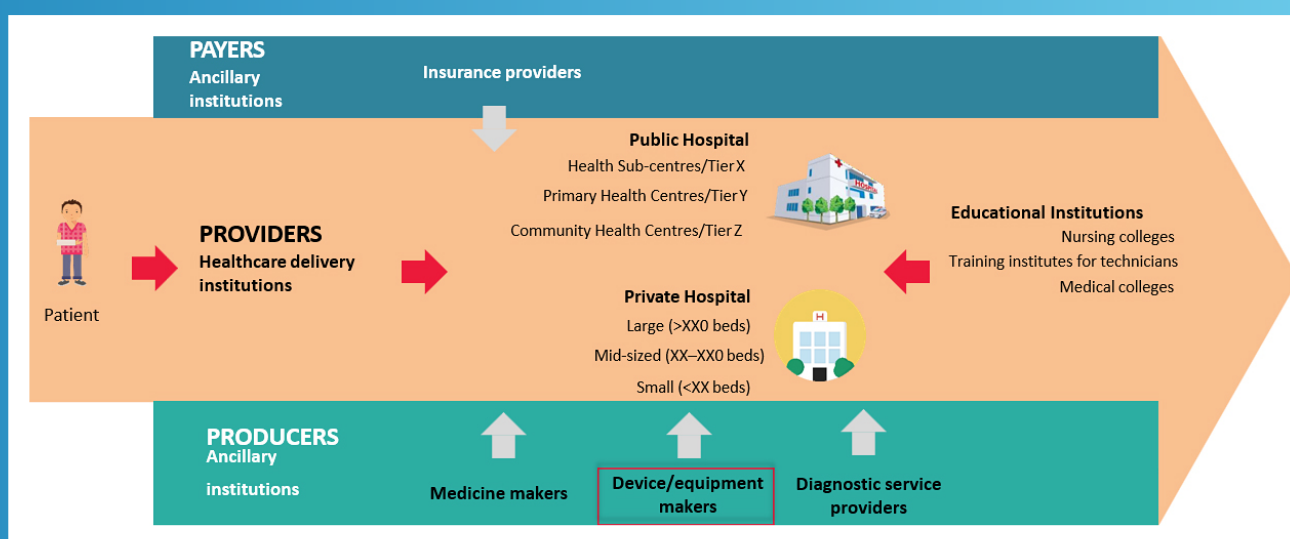 PAYERS
Ancillary
institutions
Insurance providers
Public Hospital
Health Sub-centres/Tier X
Primary Health Centres/Tier Y
Community Health Centres/Tier Z
HOSPITAL
Patient
PROVIDERS
Healthcare delivery
institutions
Educational Institutions
Nursing colleges
Training institutes for technicians
Medical colleges
Private Hospital
Large (>XX0 beds)
Mid-sized (XX–XX0 beds)
Small (<XX beds)
H
PRODUCERS
Ancillary
institutions
Medicine makers
Device/equipment
makers
Diagnostic service
providers